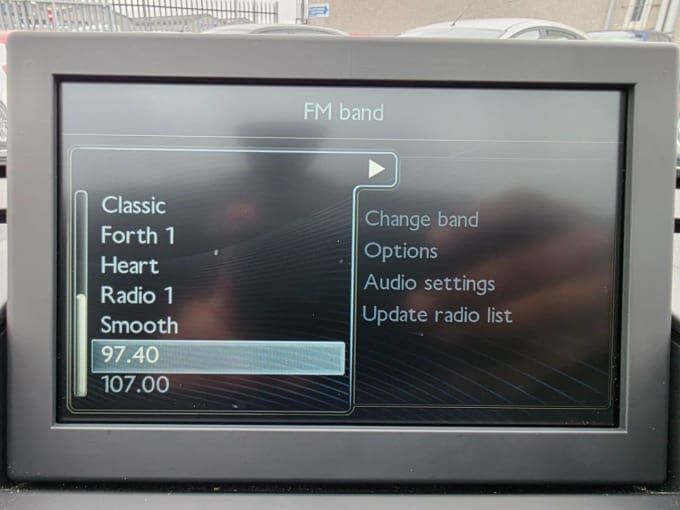 FM band
Classic
Forth 1
Heart
Radio 1
Smooth
97.40
107.00
Change band
Options
Audio settings
Update radio list